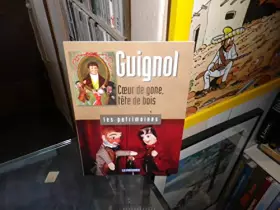 Guignol
Cœur de gone,
tête de bois
les patrimoines